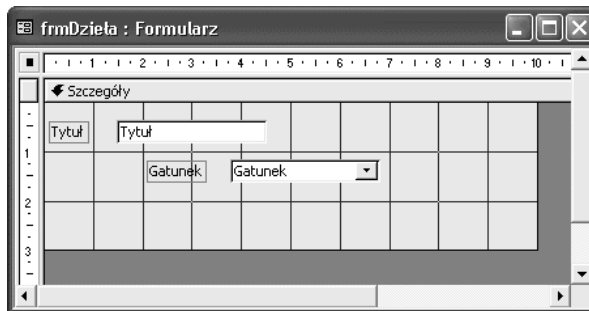 frmDzieła : Formularz
1 2 3 4 5 6 7 8 9 10
Szczegóły
Tytuł Tytuł
1
Gatunek Gatunek
2
3